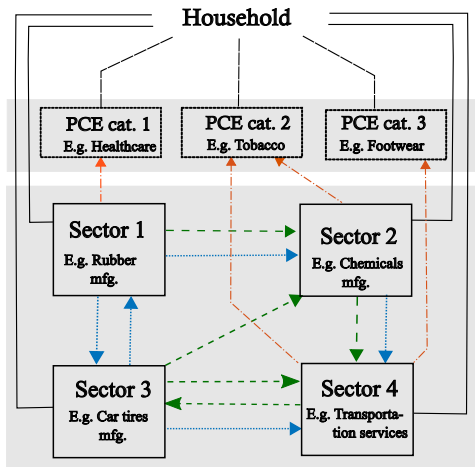 Household
PCE cat. 1
E.g. Healthcare
PCE cat. 2
E.g. Tobacco
PCE cat. 3
E.g. Footwear
Sector 1
E.g. Rubber
mfg.
Sector 2
E.g. Chemicals
mfg.
Sector 3
E.g. Car tires
mfg.
Sector 4
E.g. Transporta-
tion services